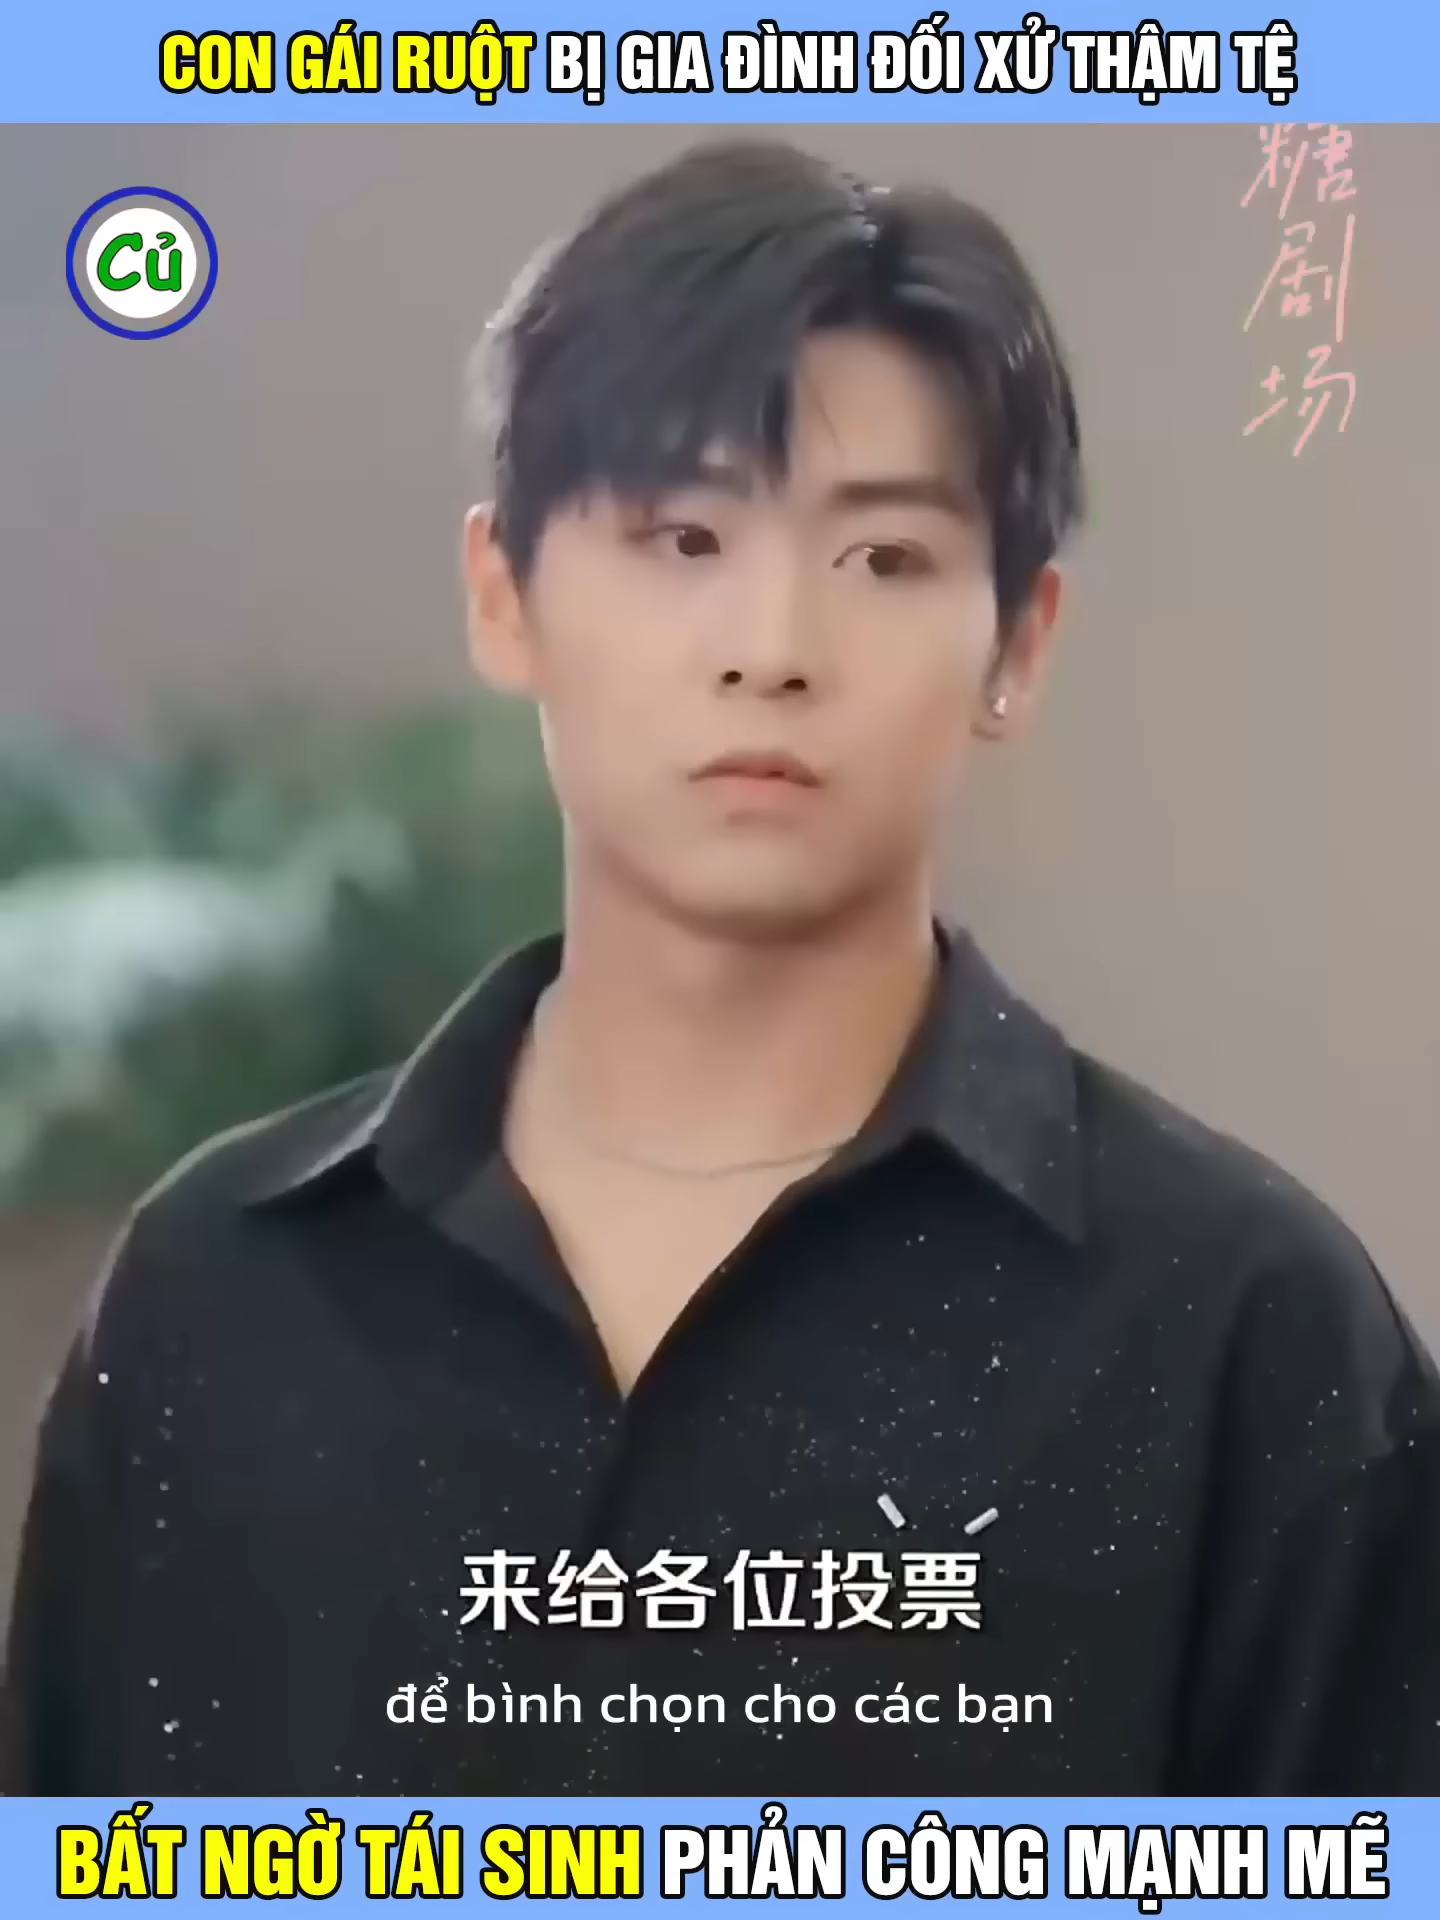 CON GÁI RUỘT BỊ GIA ĐÌNH ĐỐI XỬ THẬM TỆ
Củ
糖剧场
来给各位投票
để bình chọn cho các bạn
BẤT NGỜ TÁI SINH PHẢN CÔNG MẠNH MẼ